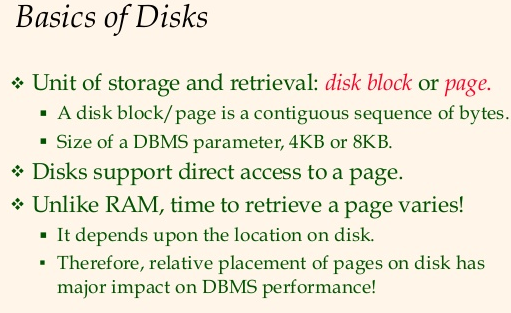 Basics of Disks
❖ Unit of storage and retrieval: disk block or page.
▪ A disk block/page is a contiguous sequence of bytes.
▪ Size of a DBMS parameter, 4KB or 8KB.
❖ Disks support direct access to a page.
❖ Unlike RAM, time to retrieve a page varies!
▪ It depends upon the location on disk.
▪ Therefore, relative placement of pages on disk has
major impact on DBMS performance!